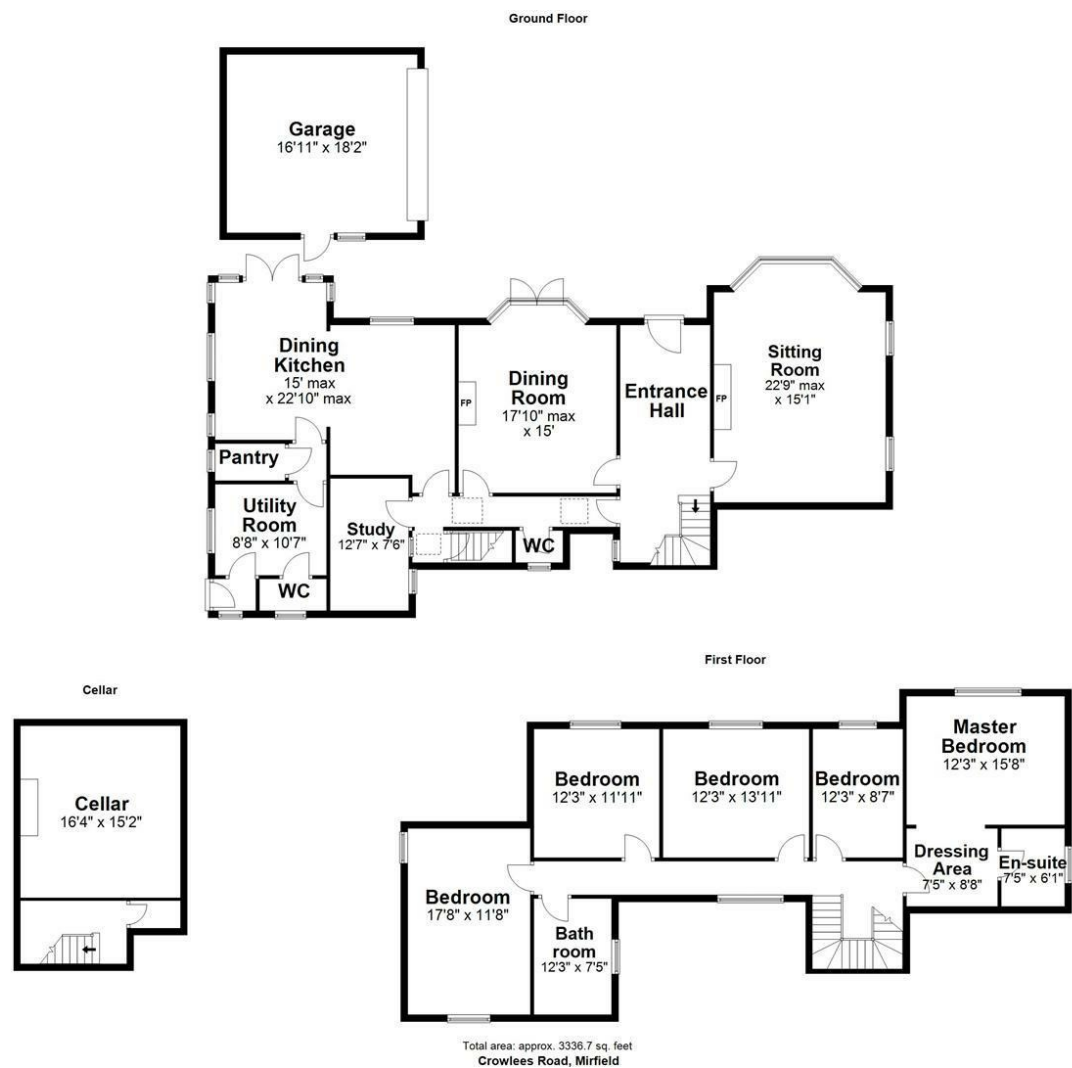 Ground Floor
Garage
16'11" x 18'2"
Dining
Kitchen
15' max
x 22'10" max
FP
Dining
Room
17'10" max
x 15'
Entrance
Hall
FP
Sitting
Room
22'9" max
x 15'1"
Pantry
Utility
Room
8'8" x 10'7"
WC
Study
12'7" x 7'6"
WC
First Floor
Cellar
Cellar
16'4" x 15'2"
Bedroom
12'3" x 11'11"
Bedroom
12'3" x 13'11"
Bedroom
12'3" x 8'7"
Master
Bedroom
12'3" x 15'8"
Dressing
Area
7'5" x 8'8"
En-suite
7'5" x 6'1"
Bedroom
17'8" x 11'8"
Bath
room
12'3" x 7'5"
Total area: approx. 3336.7 sq. feet
Crowlees Road, Mirfield